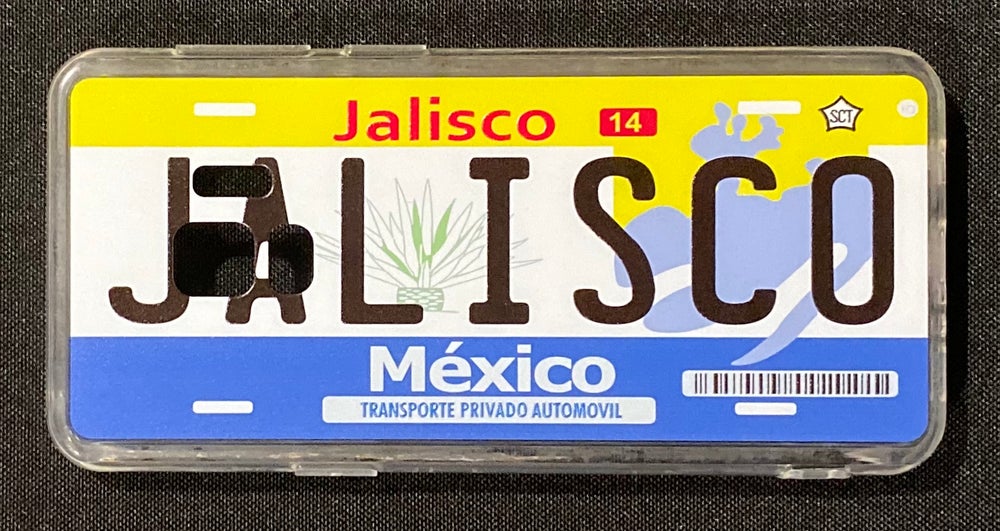 Jalisco 14 SCT
JALISCO
México
TRANSPORTE PRIVADO AUTOMOVIL